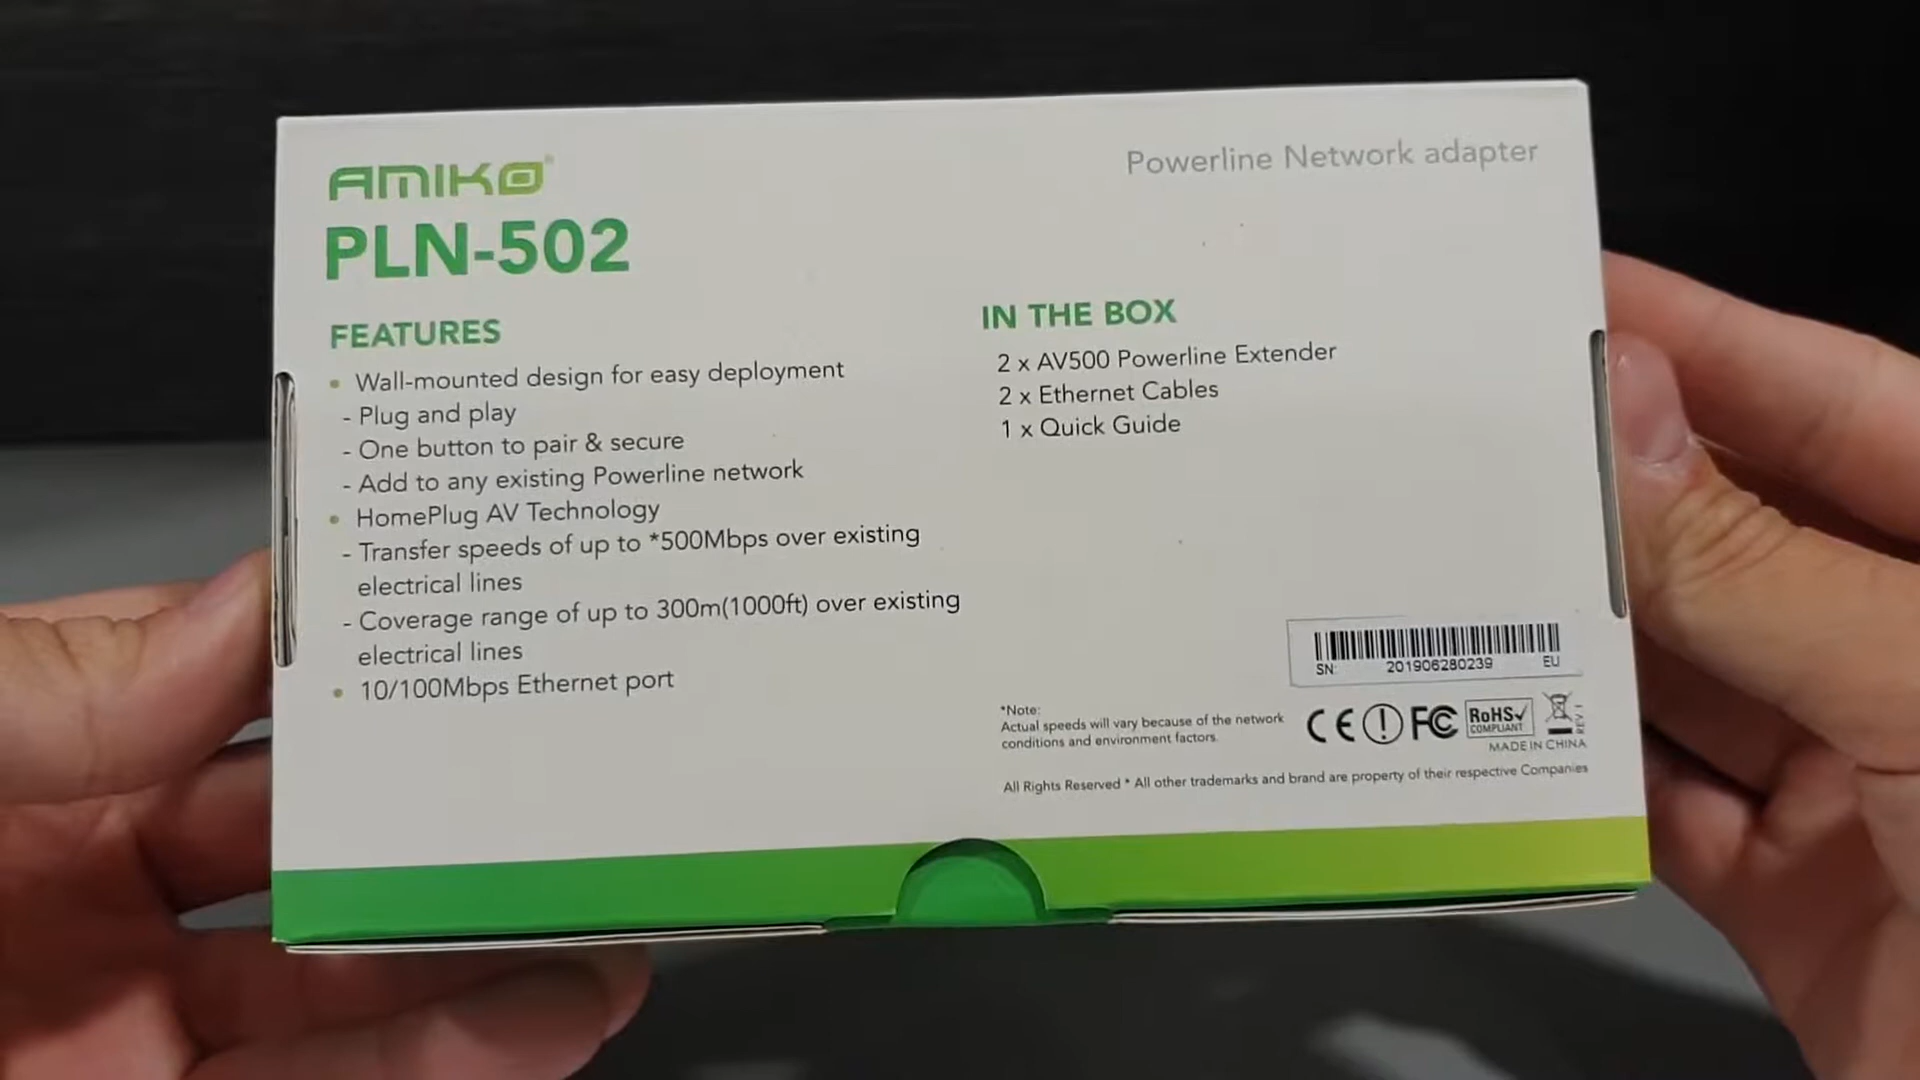 AMIKO®
Powerline Network adapter
PLN-502
FEATURES
• Wall-mounted design for easy deployment
- Plug and play
- One button to pair & secure
- Add to any existing Powerline network
• HomePlug AV Technology
- Transfer speeds of up to *500Mbps over existing
electrical lines
- Coverage range of up to 300m(1000ft) over existing
electrical lines
• 10/100Mbps Ethernet port
IN THE BOX
2 x AV500 Powerline Extender
2 x Ethernet Cables
1 x Quick Guide
SN: 201906280239 EU
*Note:
Actual speeds will vary because of the network
conditions and environment factors.
CE FC RoHS✓
COMPLIANT
REV.1
MADE IN CHINA
All Rights Reserved * All other trademarks and brand are property of their respective Companies